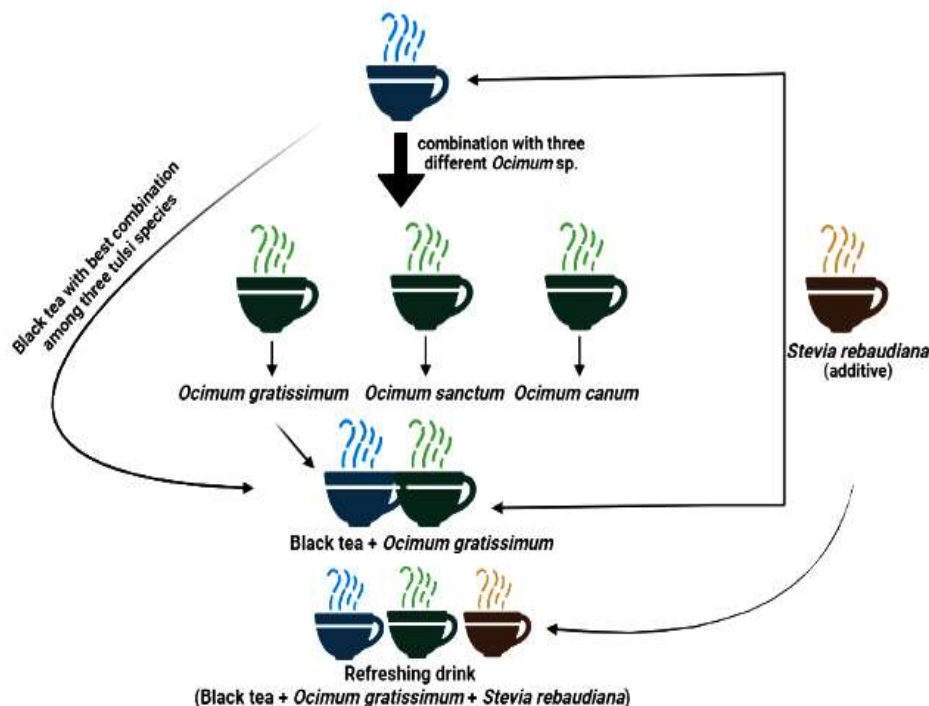 combination with three
different Ocimum sp.
Black tea with best combination
among three tulsi species
Stevia rebaudiana
(additive)
Ocimum gratissimum
Ocimum sanctum
Ocimum canum
Black tea + Ocimum gratissimum
Refreshing drink
(Black tea + Ocimum gratissimum + Stevia rebaudiana)